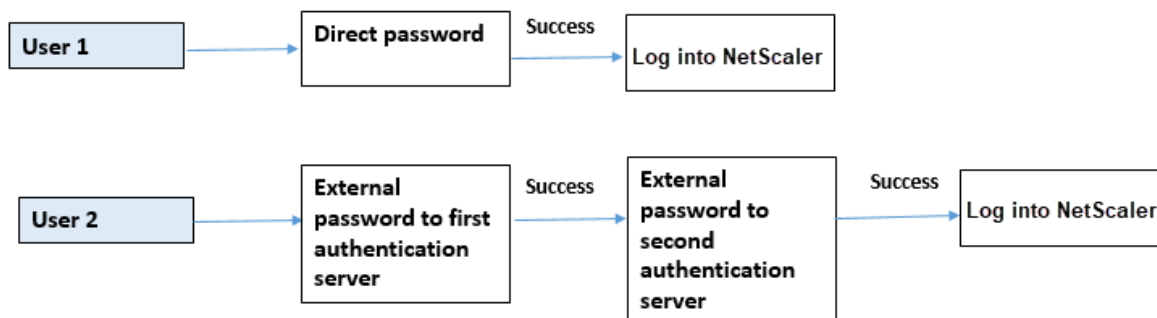 User 1
Direct password
Success
Log into NetScaler
User 2
External
password to first
authentication
server
Success
External
password to
second
authentication
server
Success
Log into NetScaler